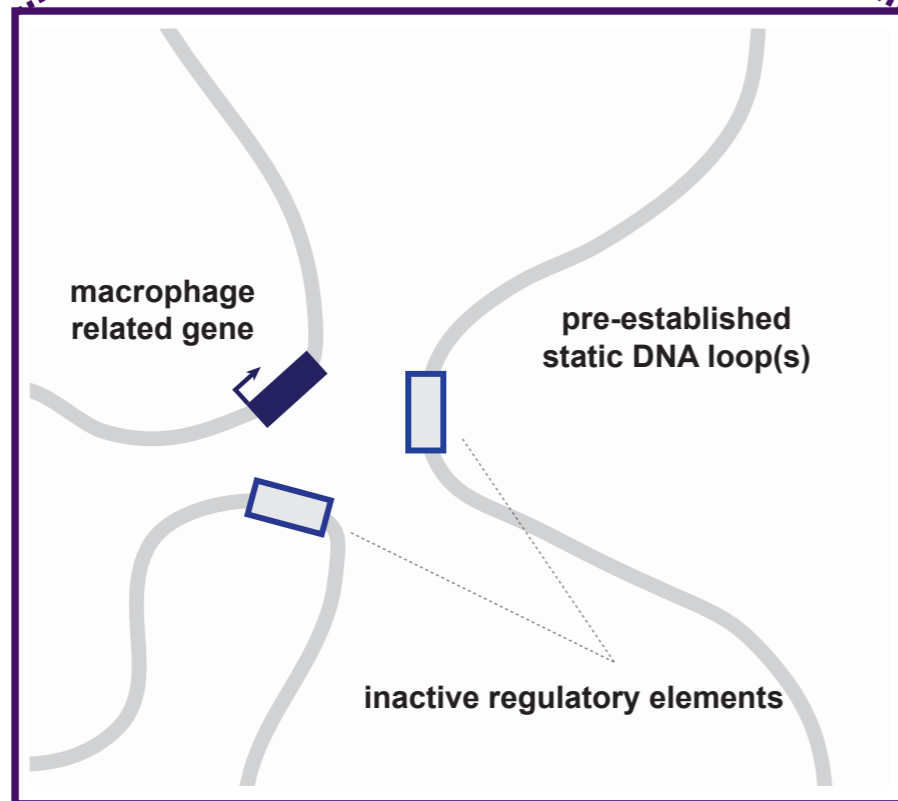 macrophage
related gene
pre-established
static DNA loop(s)
inactive regulatory elements